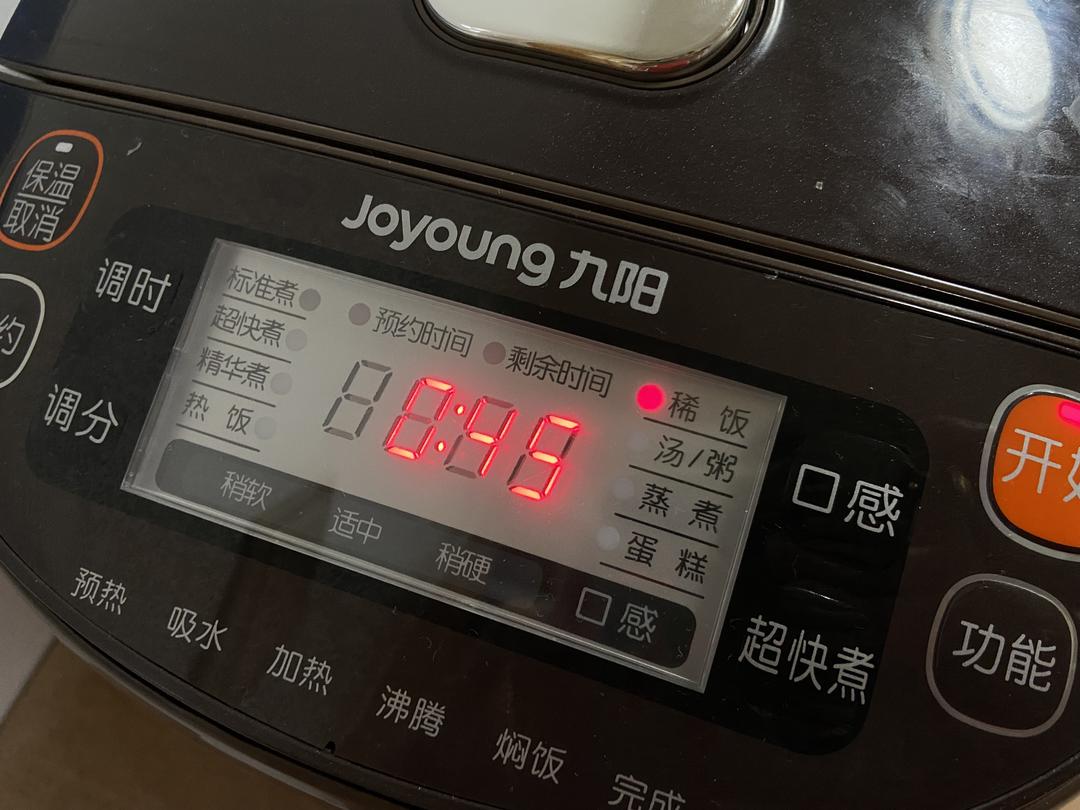 保温
取消
Joyoung 九阳
调时
调分
约
标准煮
超快煮
精华煮
热饭
预约时间
剩余时间
0:45
稀饭
汤/粥
蒸煮
蛋糕
稍软
适中
稍硬
口感
口感
超快煮
开始
功能
预热
吸水
加热
沸腾
焖饭
完成